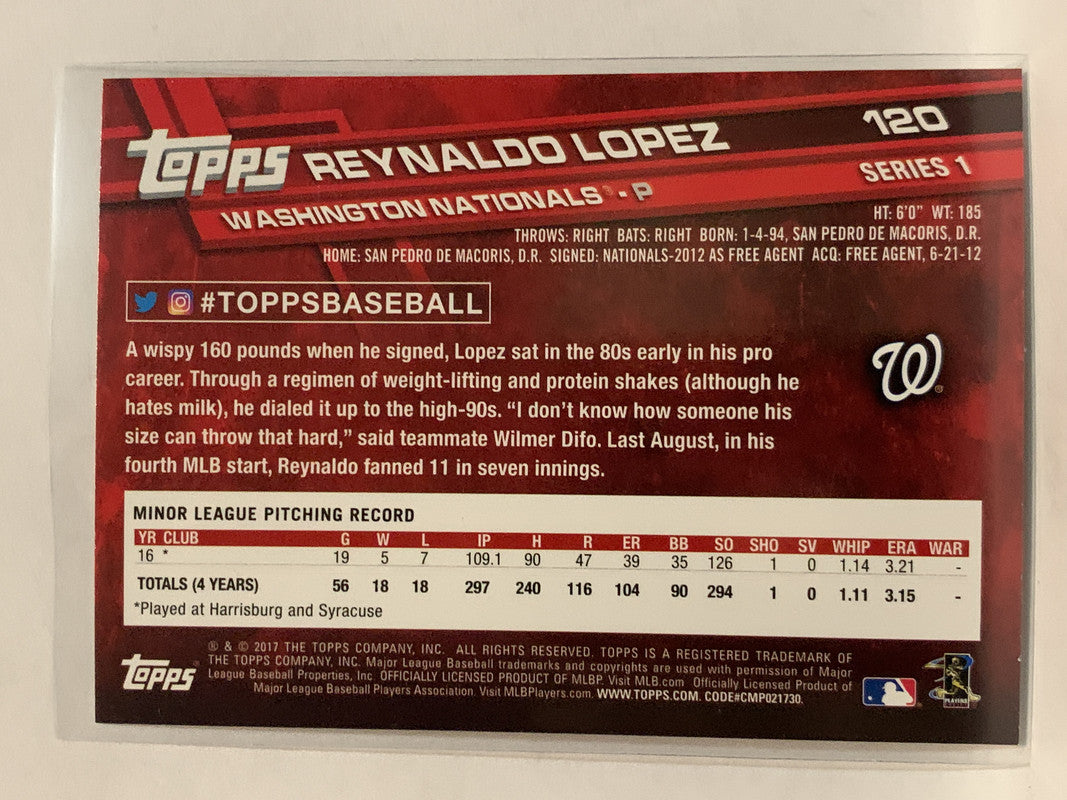 TOPPS REYNALDO LOPEZ 120
WASHINGTON NATIONALS® - P SERIES 1
HT: 6'0" WT: 185
THROWS: RIGHT BATS: RIGHT BORN: 1-4-94, SAN PEDRO DE MACORIS, D.R.
HOME: SAN PEDRO DE MACORIS, D.R. SIGNED: NATIONALS-2012 AS FREE AGENT ACQ: FREE AGENT, 6-21-12
#TOPPSBASEBALL
A wispy 160 pounds when he signed, Lopez sat in the 80s early in his pro
career. Through a regimen of weight-lifting and protein shakes (although he
hates milk), he dialed it up to the high-90s. “I don’t know how someone his
size can throw that hard,” said teammate Wilmer Difo. Last August, in his
fourth MLB start, Reynaldo fanned 11 in seven innings.
W
MINOR LEAGUE PITCHING RECORD
YR CLUB G W L IP H R ER BB SO SHO SV WHIP ERA WAR
16 * 19 5 7 109.1 90 47 39 35 126 1 0 1.14 3.21 -
TOTALS (4 YEARS) 56 18 18 297 240 116 104 90 294 1 0 1.11 3.15 -
*Played at Harrisburg and Syracuse
® & © 2017 THE TOPPS COMPANY, INC. ALL RIGHTS RESERVED. TOPPS IS A REGISTERED TRADEMARK OF
THE TOPPS COMPANY, INC. Major League Baseball trademarks and copyrights are used with permission of Major
League Baseball Properties, Inc. OFFICIALLY LICENSED PRODUCT OF MLBP. Visit MLB.com Officially Licensed Product of
Major League Baseball Players Association. Visit MLBPlayers.com. WWW.TOPPS.COM. CODE#CMP021730.
TOPPS
PLAYERS